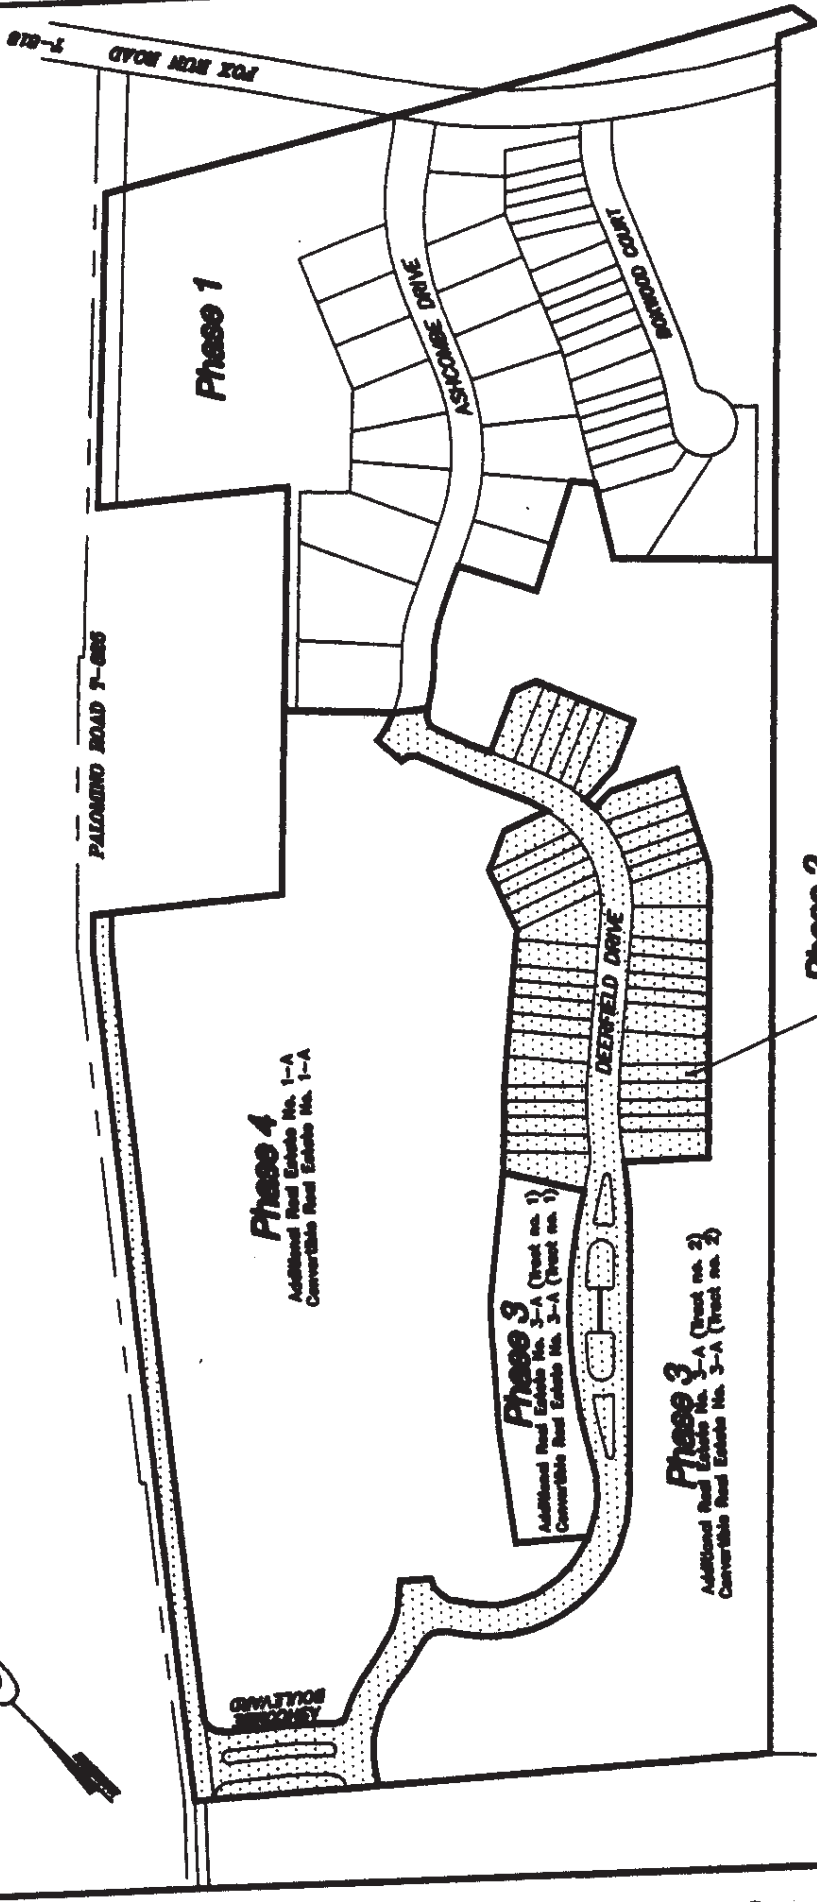 T-818
FOX RUN ROAD
Phase 1
ASHCOMBE DRIVE
BOXWOOD COURT
PALOMINO ROAD T-685
Phase 2
DEERFIELD DRIVE
Phase 4
Additional Real Estate No. 1-A
Convertible Real Estate No. 1-A
Phase 3
Additional Real Estate No. 3-A (Tract no. 1)
Convertible Real Estate No. 3-A (Tract no. 1)
Phase 3
Additional Real Estate No. 3-A (Tract no. 2)
Convertible Real Estate No. 3-A (Tract no. 2)
ASHCOMBE
BOULEVARD